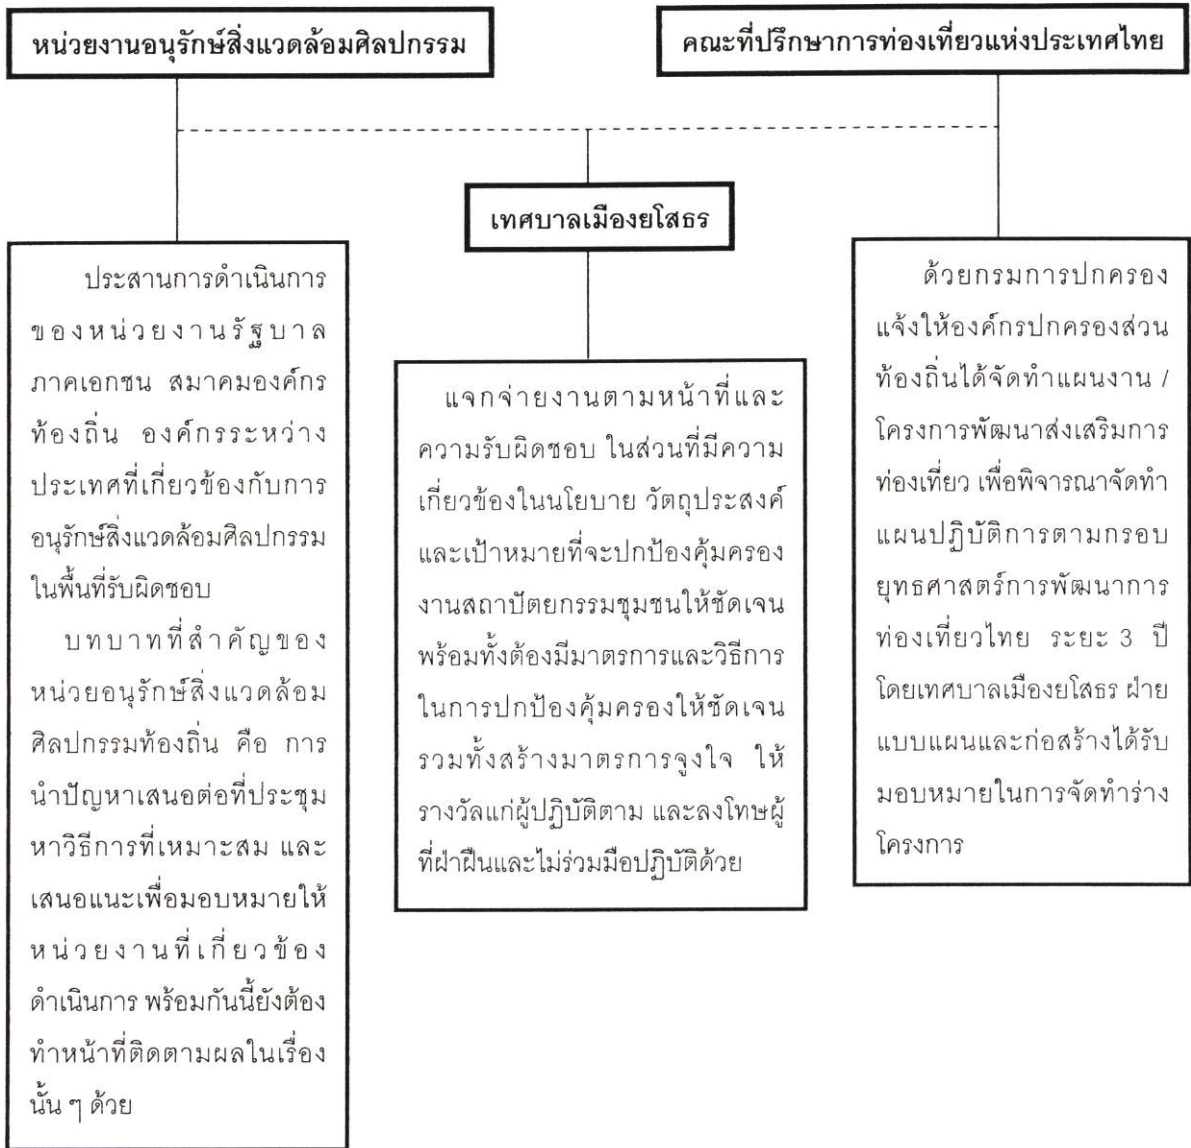 หน่วยงานอนุรักษ์สิ่งแวดล้อมศิลปกรรม
คณะที่ปรึกษาการท่องเที่ยวแห่งประเทศไทย
เทศบาลเมืองยโสธร
ประสานการดำเนินการ
ของหน่วยงานรัฐบาล
ภาคเอกชน สมาคมองค์กร
ท้องถิ่น องค์กรระหว่าง
ประเทศที่เกี่ยวข้องกับการ
อนุรักษ์สิ่งแวดล้อมศิลปกรรม
ในพื้นที่รับผิดชอบ
บทบาทที่สำคัญของ
หน่วยอนุรักษ์สิ่งแวดล้อม
ศิลปกรรมท้องถิ่น คือ การ
นำปัญหาเสนอต่อที่ประชุม
หาวิธีการที่เหมาะสม และ
เสนอแนะเพื่อมอบหมายให้
หน่วยงานที่เกี่ยวข้อง
ดำเนินการ พร้อมกันนี้ยังต้อง
ทำหน้าที่ติดตามผลในเรื่อง
นั้น ๆ ด้วย
แจกจ่ายงานตามหน้าที่และ
ความรับผิดชอบ ในส่วนที่มีความ
เกี่ยวข้องในนโยบาย วัตถุประสงค์
และเป้าหมายที่จะปกป้องคุ้มครอง
งานสถาปัตยกรรมชุมชนให้ชัดเจน
พร้อมทั้งต้องมีมาตรการและวิธีการ
ในการปกป้องคุ้มครองให้ชัดเจน
รวมทั้งสร้างมาตรการจูงใจ ให้
รางวัลแก่ผู้ปฏิบัติตาม และลงโทษผู้
ที่ฝ่าฝืนและไม่ร่วมมือปฏิบัติด้วย
ด้วยกรมการปกครอง
แจ้งให้องค์กรปกครองส่วน
ท้องถิ่นได้จัดทำแผนงาน /
โครงการพัฒนาส่งเสริมการ
ท่องเที่ยว เพื่อพิจารณาจัดทำ
แผนปฏิบัติการตามกรอบ
ยุทธศาสตร์การพัฒนาการ
ท่องเที่ยวไทย ระยะ 3 ปี
โดยเทศบาลเมืองยโสธร ฝ่าย
แบบแผนและก่อสร้างได้รับ
มอบหมายในการจัดทำร่าง
โครงการ